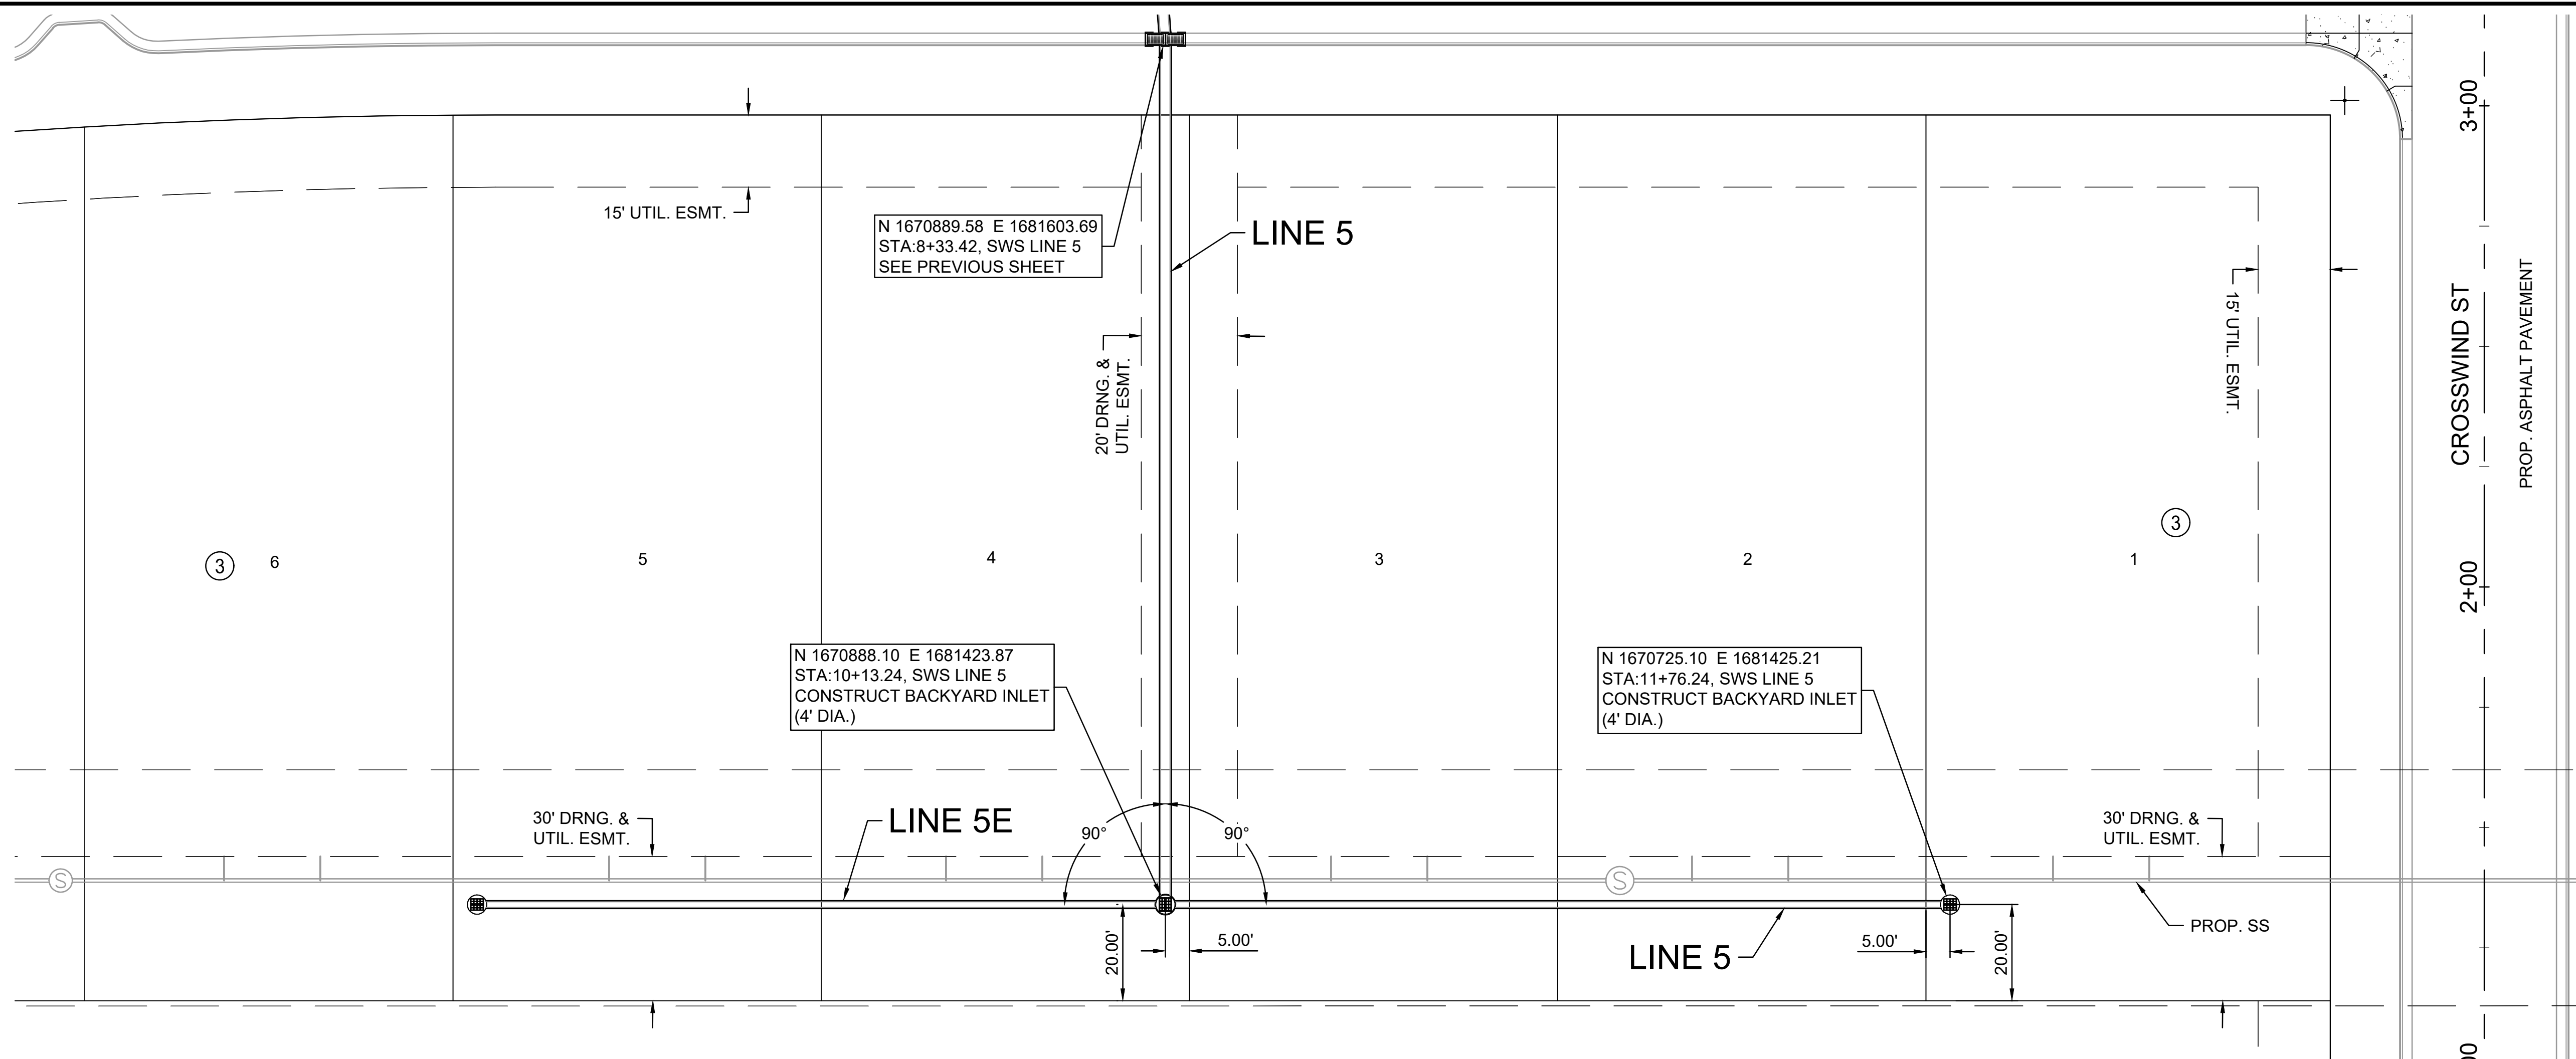 3+00
15' UTIL. ESMT.
N 1670889.58 E 1681603.69
STA:8+33.42, SWS LINE 5
SEE PREVIOUS SHEET
LINE 5
20' DRNG. &
UTIL. ESMT.
15' UTIL. ESMT.
CROSSWIND ST
PROP. ASPHALT PAVEMENT
3
6
5
4
3
2
1
3
2+00
N 1670888.10 E 1681423.87
STA:10+13.24, SWS LINE 5
CONSTRUCT BACKYARD INLET
(4' DIA.)
N 1670725.10 E 1681425.21
STA:11+76.24, SWS LINE 5
CONSTRUCT BACKYARD INLET
(4' DIA.)
30' DRNG. &
UTIL. ESMT.
LINE 5E
90°
90°
30' DRNG. &
UTIL. ESMT.
S
S
20.00'
5.00'
LINE 5
5.00'
20.00'
PROP. SS